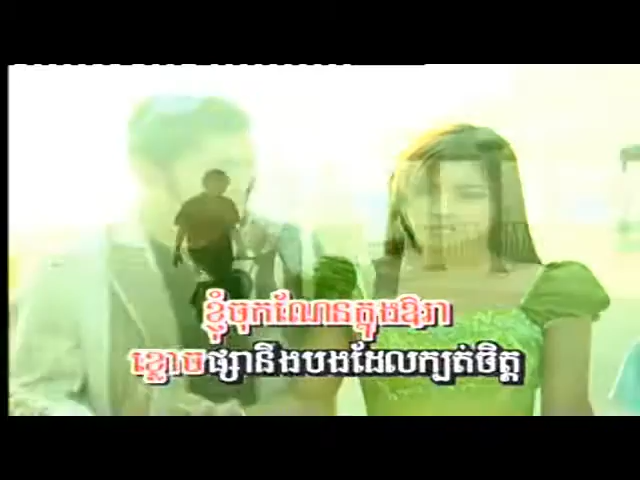 ខ្ញុំចុកណែនក្នុងឱរា
ខ្លោចផ្សានឹងបងដែលក្បត់ចិត្ត